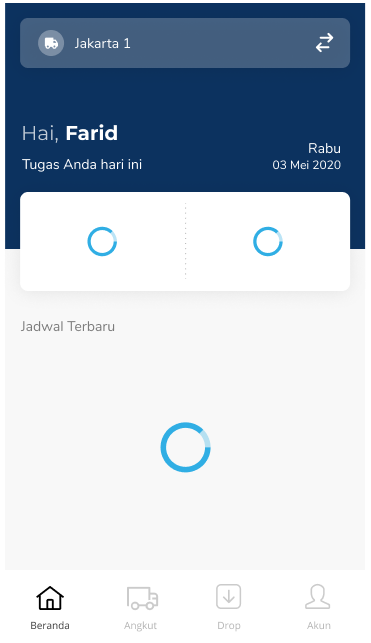 Jakarta 1
Hai, Farid
Tugas Anda hari ini
Rabu
03 Mei 2020
Jadwal Terbaru
Beranda
Angkut
Drop
Akun